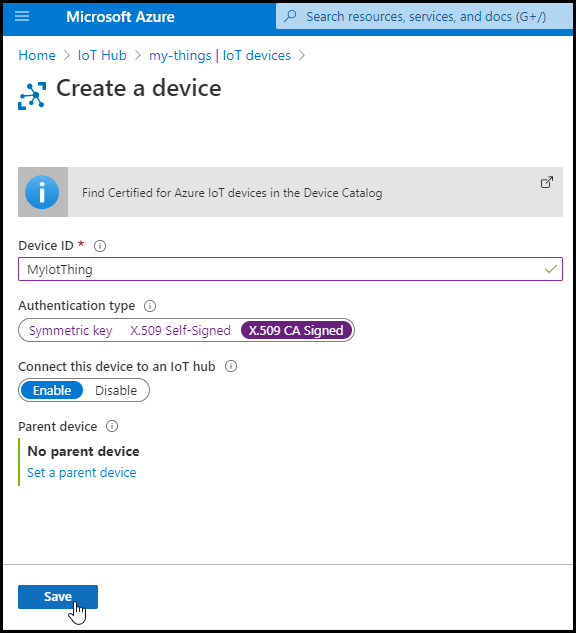 Microsoft Azure
Search resources, services, and docs (G+/)
Home > IoT Hub > my-things | IoT devices >
Create a device
Find Certified for Azure IoT devices in the Device Catalog
Device ID *
MyIotThing
Authentication type
Symmetric key X.509 Self-Signed X.509 CA Signed
Connect this device to an IoT hub
Enable Disable
Parent device
No parent device
Set a parent device
Save